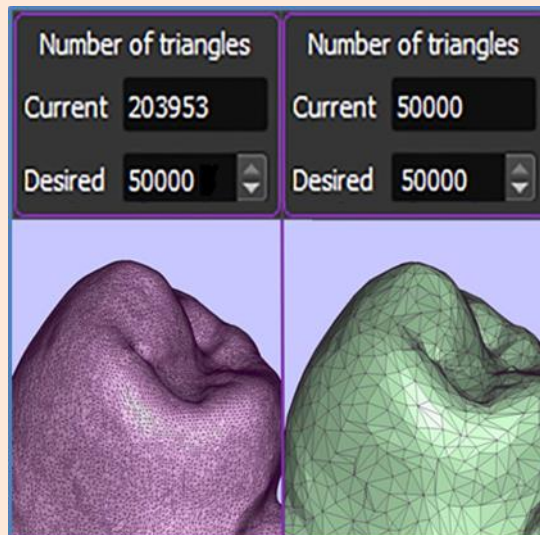 Number of triangles
Current 203953
Desired 50000
Number of triangles
Current 50000
Desired 50000